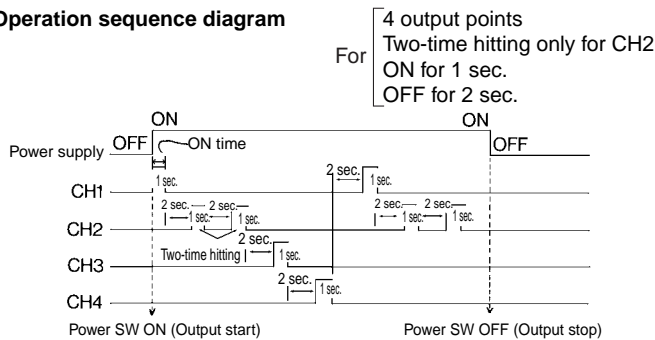 Operation sequence diagram
For
4 output points
Two-time hitting only for CH2
ON for 1 sec.
OFF for 2 sec.
ON
ON
Power supply
OFF
ON time
OFF
CH1
1 sec.
2 sec.
1 sec.
CH2
2 sec.
1 sec.
2 sec.
1 sec.
2 sec.
1 sec.
2 sec.
1 sec.
Two-time hitting
CH3
2 sec.
1 sec.
CH4
2 sec.
1 sec.
Power SW ON (Output start)
Power SW OFF (Output stop)